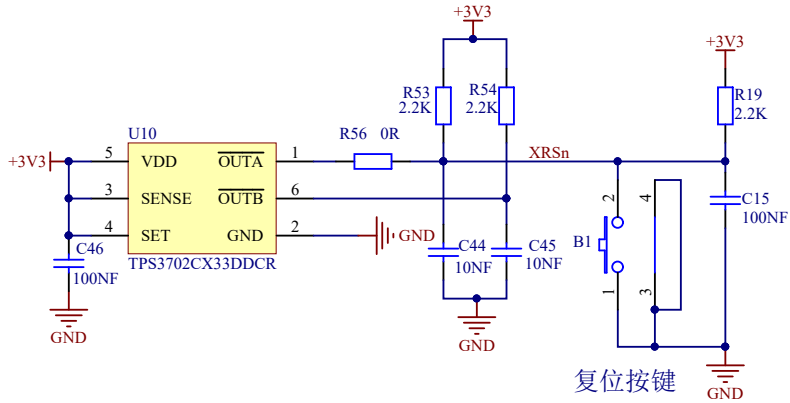 +3V3
+3V3
R53
2.2K
R54
2.2K
R19
2.2K
U10
R56 0R
+3V3
5 VDD OUTA 1
XRSn
3 SENSE OUTB 6
4 SET GND 2
GND
TPS3702CX33DDCR
C46
100NF
GND
C44
10NF
C45
10NF
GND
B1
2
1
4
3
C15
100NF
GND
复位按键